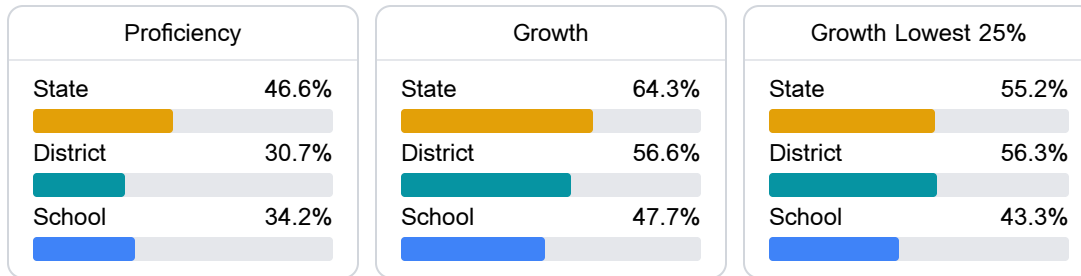 Proficiency
State 46.6%
District 30.7%
School 34.2%
Growth
State 64.3%
District 56.6%
School 47.7%
Growth Lowest 25%
State 55.2%
District 56.3%
School 43.3%